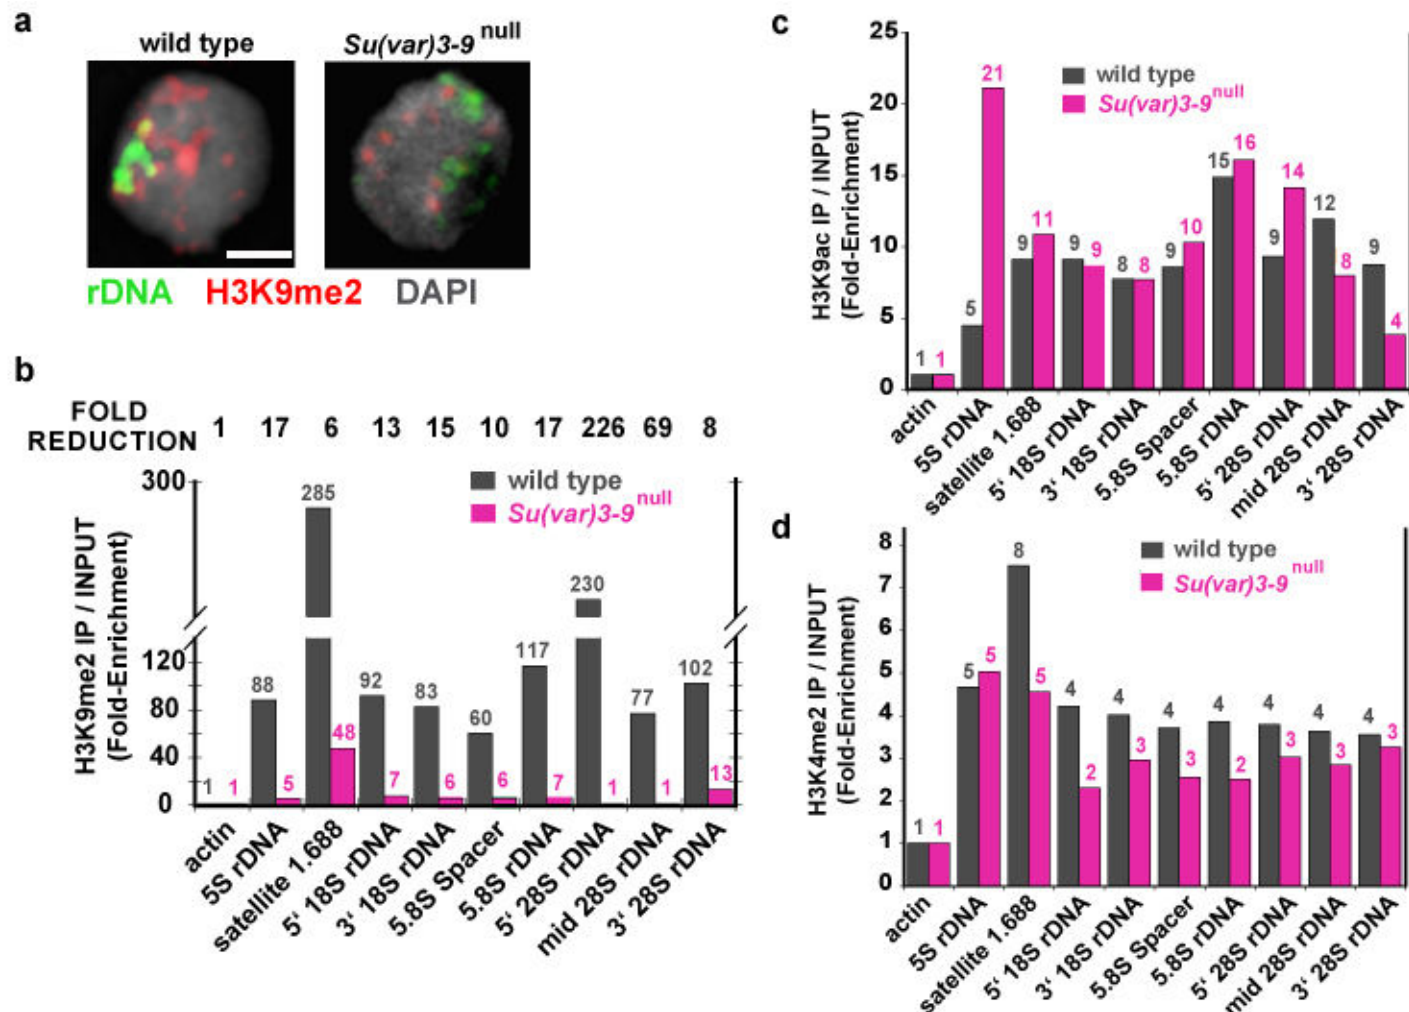 a
wild type
Su(var)3-9 null
rDNA H3K9me2 DAPI
b
FOLD
REDUCTION 1 17 6 13 15 10 17 226 69 8
H3K9me2 IP / INPUT
(Fold-Enrichment)
300
120
80
40
0
wild type
Su(var)3-9 null
1 1
88 5
285 48
92 7
83 6
60 6
117 7
230 1
77 1
102 13
actin
5S rDNA
satellite 1.688
5‘ 18S rDNA
3‘ 18S rDNA
5.8S Spacer
5.8S rDNA
5‘ 28S rDNA
mid 28S rDNA
3‘ 28S rDNA
c
H3K9ac IP / INPUT
(Fold-Enrichment)
25
20
15
10
5
0
wild type
Su(var)3-9 null
1 1
5 21
9 11
9 9
8 8
9 10
15 16
9 14
12 8
9 4
actin
5S rDNA
satellite 1.688
5‘ 18S rDNA
3‘ 18S rDNA
5.8S Spacer
5.8S rDNA
5‘ 28S rDNA
mid 28S rDNA
3‘ 28S rDNA
d
H3K4me2 IP / INPUT
(Fold-Enrichment)
8
7
6
5
4
3
2
1
0
wild type
Su(var)3-9 null
1 1
5 5
8 5
4 2
4 3
4 3
4 2
4 3
4 3
4 3
actin
5S rDNA
satellite 1.688
5‘ 18S rDNA
3‘ 18S rDNA
5.8S Spacer
5.8S rDNA
5‘ 28S rDNA
mid 28S rDNA
3‘ 28S rDNA